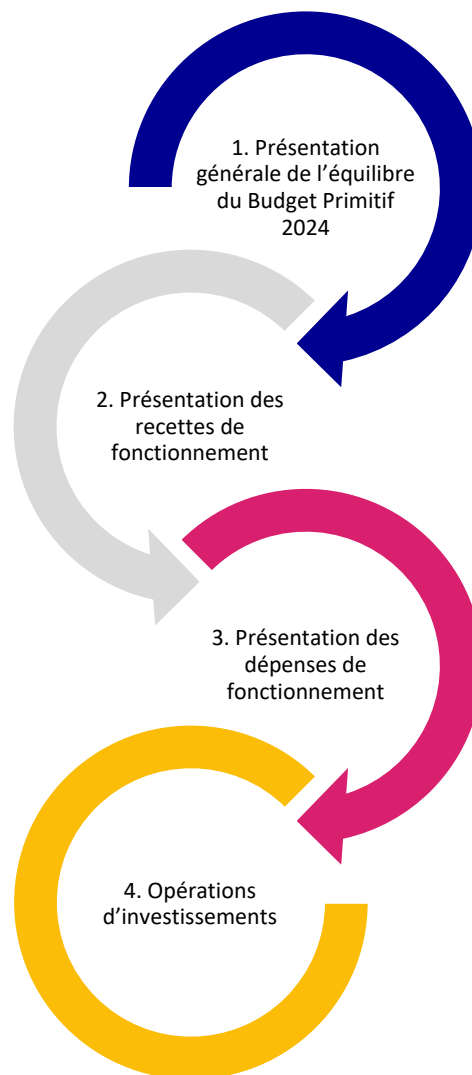 1. Présentation
générale de l’équilibre
du Budget Primitif
2024
2. Présentation des
recettes de
fonctionnement
3. Présentation des
dépenses de
fonctionnement
4. Opérations
d’investissements